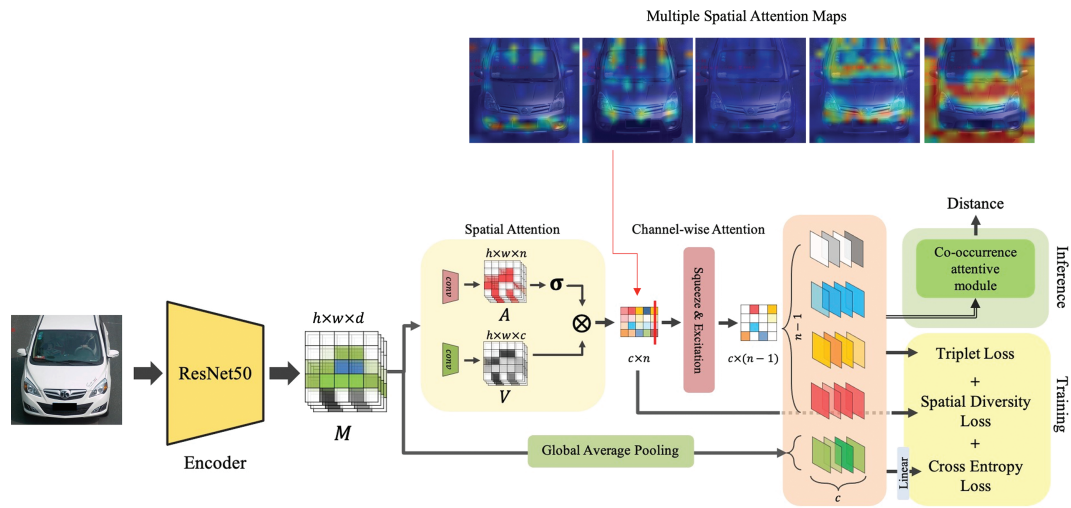 Multiple Spatial Attention Maps
Spatial Attention
Channel-wise Attention
Distance
Co-occurrence
attentive
module
Inference
h×w×n
conv
A
σ
⊗
h×w×c
conv
V
c×n
Squeeze & Excitation
c×(n−1)
n−1
h×w×d
M
ResNet50
Encoder
Global Average Pooling
c
Linear
Triplet Loss
+
Spatial Diversity
Loss
+
Cross Entropy
Loss
Training